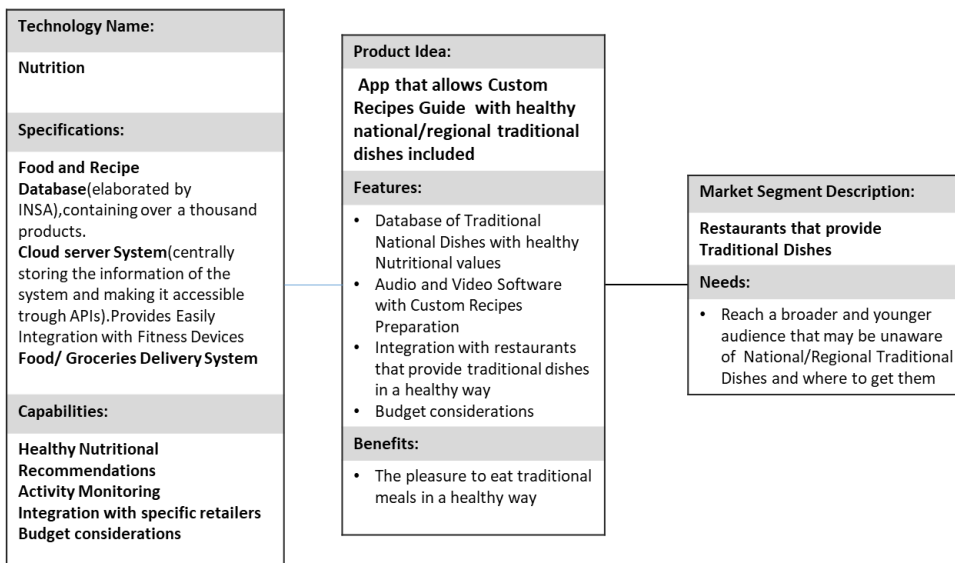 Technology Name:
Nutrition
Specifications:
Food and Recipe
Database(elaborated by
INSA),containing over a thousand
products.
Cloud server System(centrally
storing the information of the
system and making it accessible
trough APIs).Provides Easily
Integration with Fitness Devices
Food/ Groceries Delivery System
Capabilities:
Healthy Nutritional
Recommendations
Activity Monitoring
Integration with specific retailers
Budget considerations
Product Idea:
App that allows Custom
Recipes Guide with healthy
national/regional traditional
dishes included
Features:
• Database of Traditional
National Dishes with healthy
Nutritional values
• Audio and Video Software
with Custom Recipes
Preparation
• Integration with restaurants
that provide traditional dishes
in a healthy way
• Budget considerations
Benefits:
• The pleasure to eat traditional
meals in a healthy way
Market Segment Description:
Restaurants that provide
Traditional Dishes
Needs:
• Reach a broader and younger
audience that may be unaware
of National/Regional Traditional
Dishes and where to get them